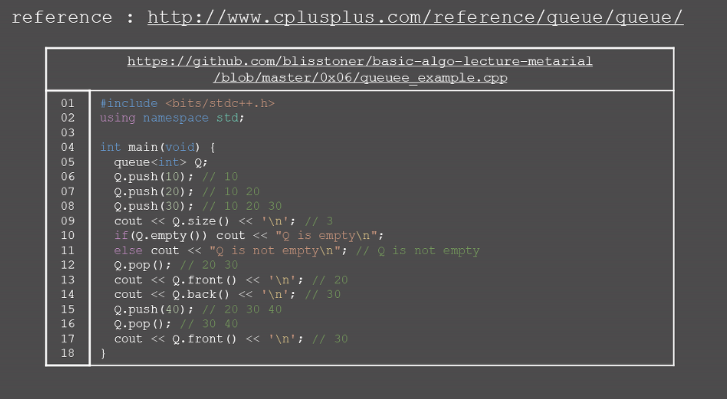 reference : http://www.cplusplus.com/reference/queue/queue/
https://github.com/blisstoner/basic-algo-lecture-metarial
/blob/master/0x06/queuee_example.cpp
01 #include <bits/stdc++.h>
02 using namespace std;
03
04 int main(void) {
05   queue<int> Q;
06   Q.push(10); // 10
07   Q.push(20); // 10 20
08   Q.push(30); // 10 20 30
09   cout << Q.size() << '\n'; // 3
10   if(Q.empty()) cout << "Q is empty\n";
11   else cout << "Q is not empty\n"; // Q is not empty
12   Q.pop(); // 20 30
13   cout << Q.front() << '\n'; // 20
14   cout << Q.back() << '\n'; // 30
15   Q.push(40); // 20 30 40
16   Q.pop(); // 30 40
17   cout << Q.front() << '\n'; // 30
18 }